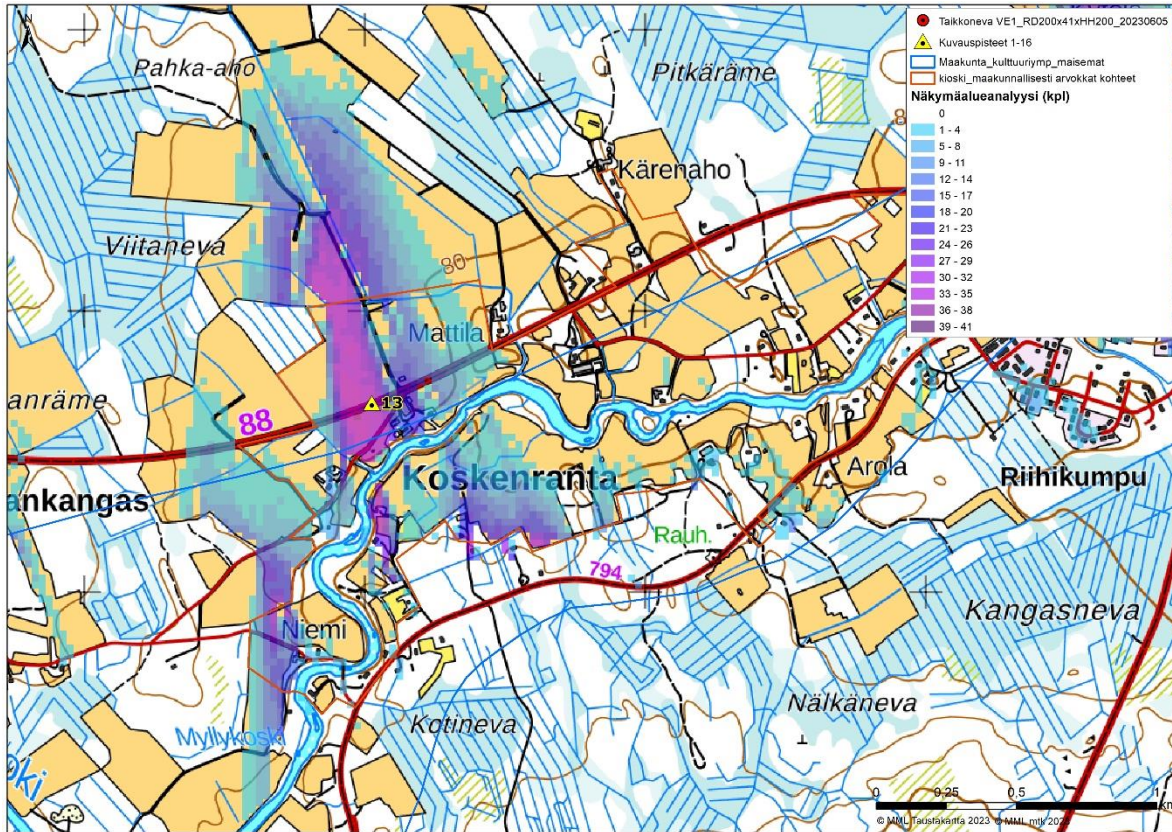 N
Pahka-aho
Pitkäräme
Kärenaho
Viitaneva
80
Mattila
13
88
anräme
ankangas
Koskenranta
Arola
Riihikumpu
Rauh.
794
Kangasneva
Niemi
Nälkäneva
Kotineva
Myllykoski
oki
Taikkoneva VE1_RD200x41xHH200_20230605
Kuvauspisteet 1-16
Maakunta_kulttuuriymp_maisemat
kioski_maakunnallisesti arvokkat kohteet
Näkymäalueanalyysi (kpl)
0
1 - 4
5 - 8
9 - 11
12 - 14
15 - 17
18 - 20
21 - 23
24 - 26
27 - 29
30 - 32
33 - 35
36 - 38
39 - 41
0 0,25 0,5 1
© MML Taustakartta 2023 © MML mtk